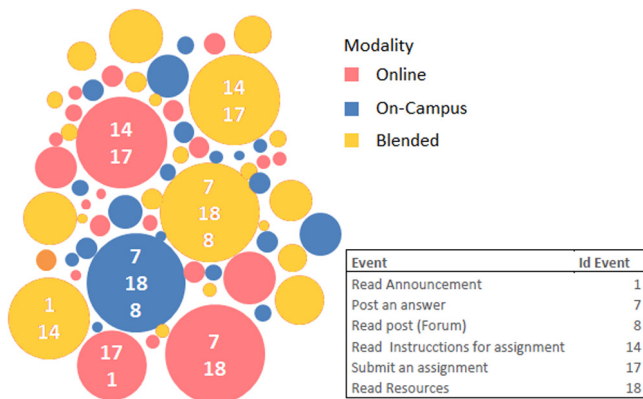 Modality
Online
On-Campus
Blended
14
17
14
17
7
18
8
7
18
8
1
14
17
1
7
18
Event Id Event
Read Announcement 1
Post an answer 7
Read post (Forum) 8
Read Instrucctions for assignment 14
Submit an assignment 17
Read Resources 18